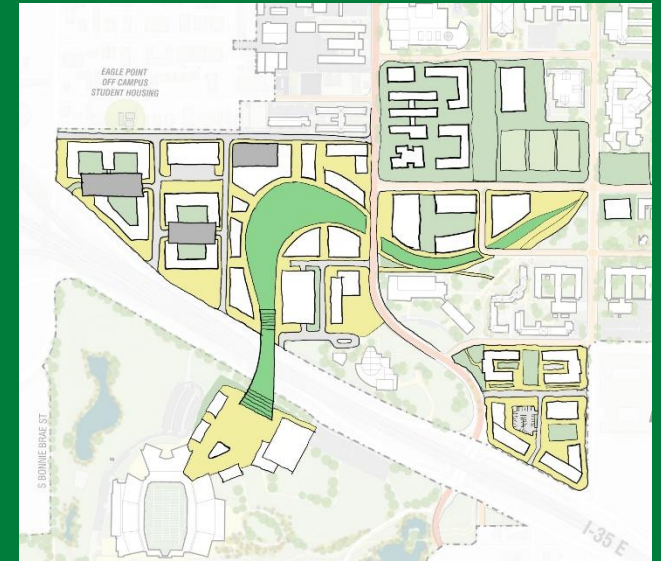 EAGLE POINT
OFF CAMPUS
STUDENT HOUSING
S BONNIE BRAE ST
I-35 E